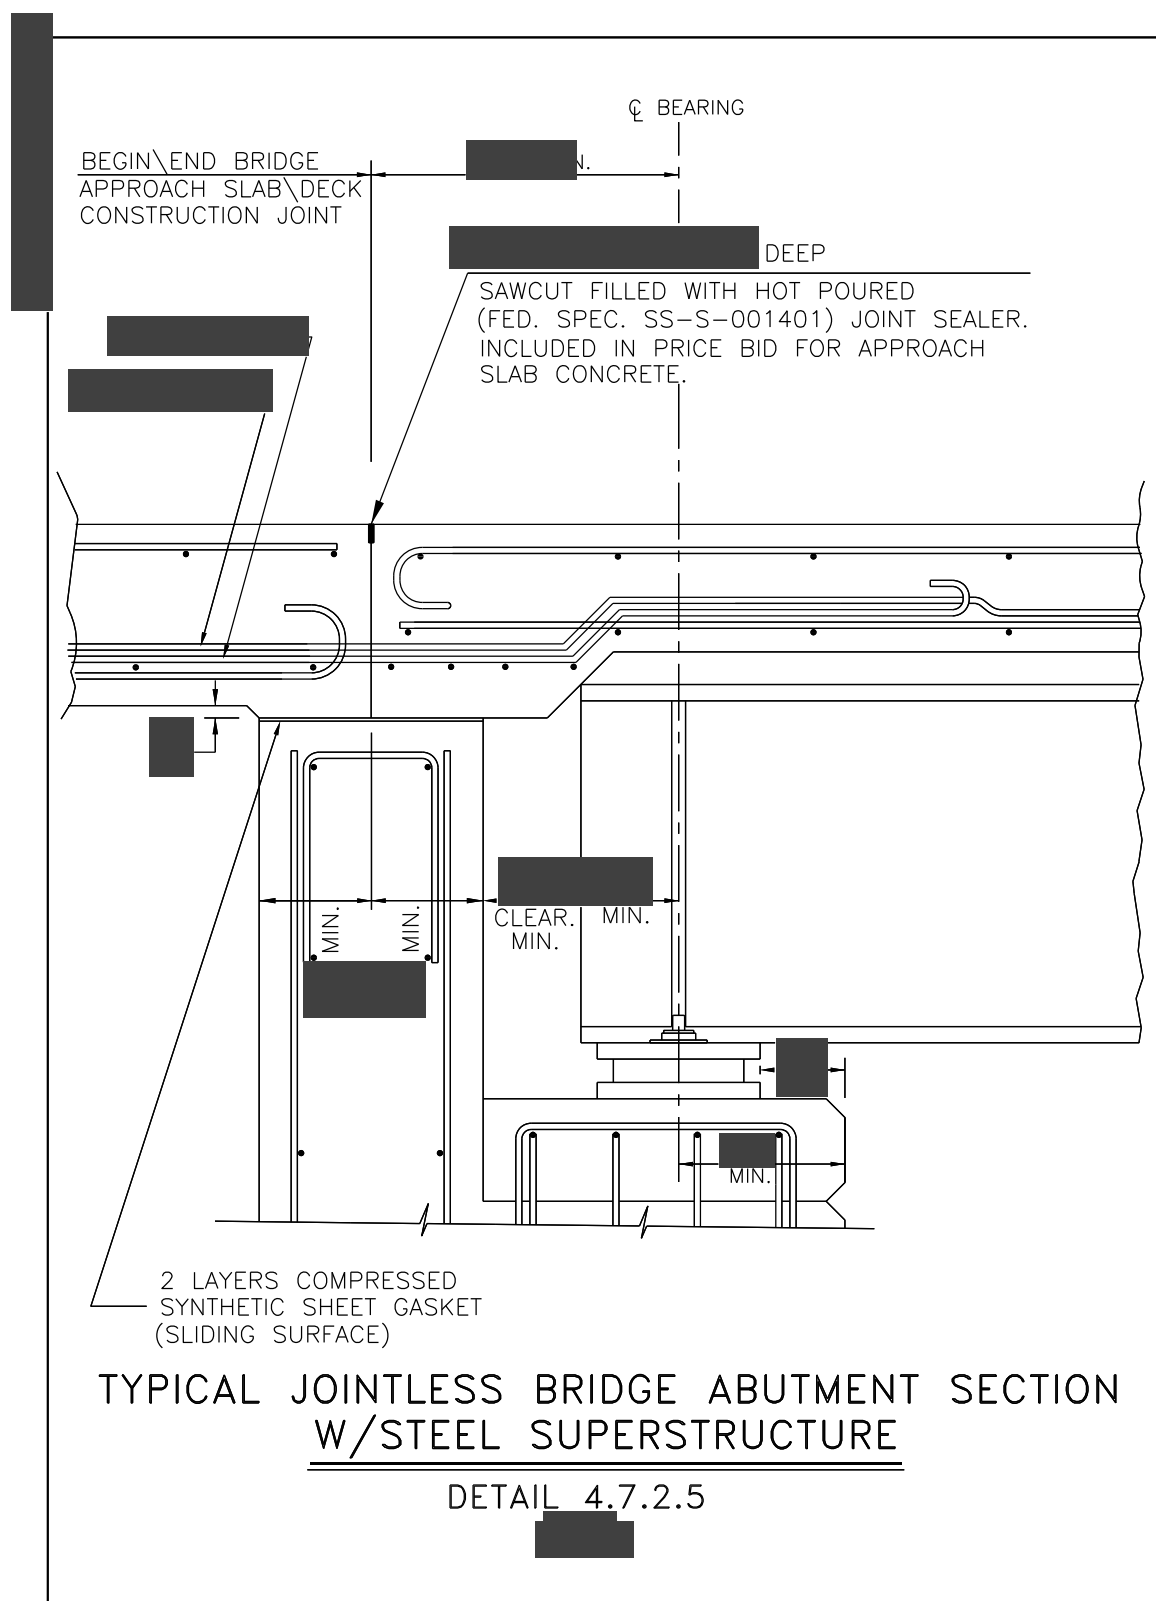 ℄ BEARING
BEGIN\END BRIDGE
APPROACH SLAB\DECK
CONSTRUCTION JOINT
DEEP
SAWCUT FILLED WITH HOT POURED
(FED. SPEC. SS-S-001401) JOINT SEALER.
INCLUDED IN PRICE BID FOR APPROACH
SLAB CONCRETE.
MIN.
MIN.
CLEAR.
MIN.
MIN.
MIN.
2 LAYERS COMPRESSED
SYNTHETIC SHEET GASKET
(SLIDING SURFACE)
TYPICAL JOINTLESS BRIDGE ABUTMENT SECTION
W/STEEL SUPERSTRUCTURE
DETAIL 4.7.2.5